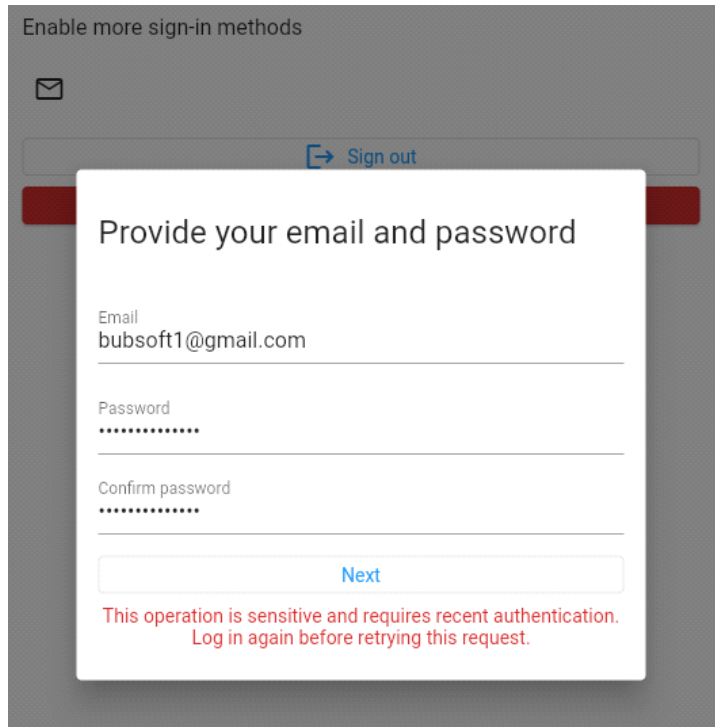 Enable more sign-in methods
Sign out
Provide your email and password
Email
bubsoft1@gmail.com
Password
••••••••••••••
Confirm password
••••••••••••••
Next
This operation is sensitive and requires recent authentication.
Log in again before retrying this request.